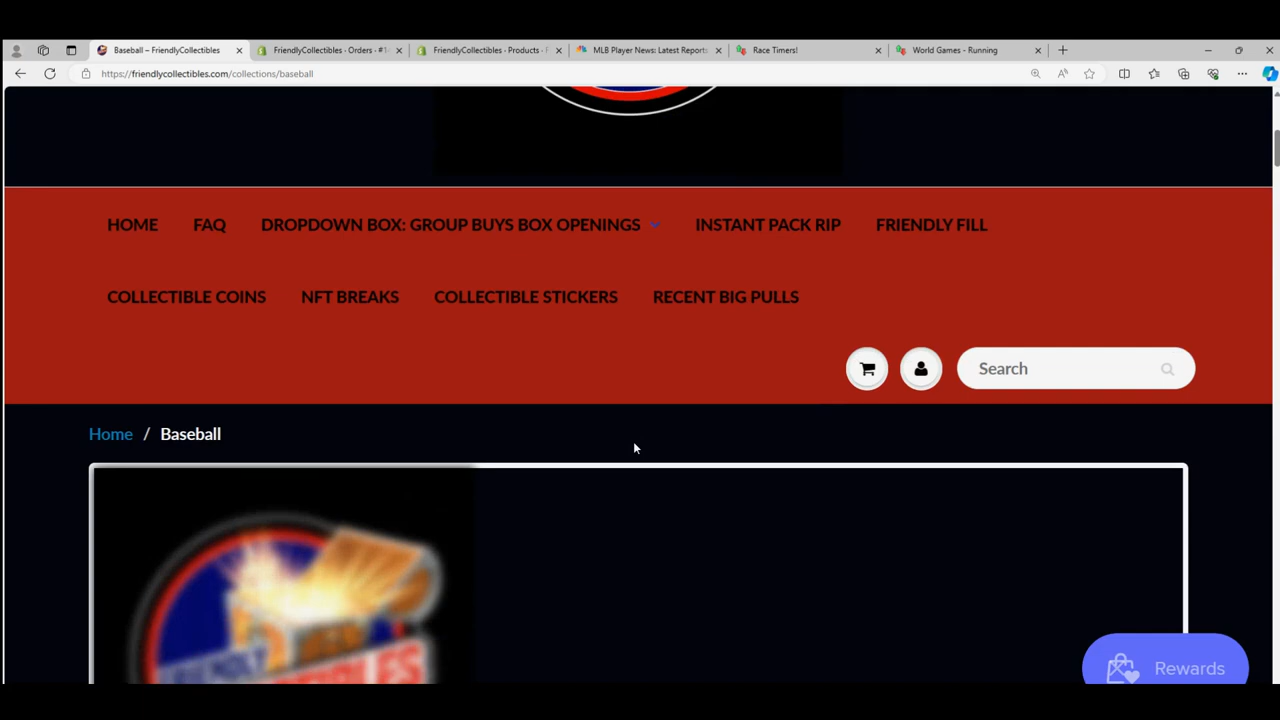 Baseball – FriendlyCollectibles
FriendlyCollectibles · Orders · #1
FriendlyCollectibles · Products · F
MLB Player News: Latest Reports
Race Timers!
World Games - Running
https://friendlycollectibles.com/collections/baseball
HOME FAQ DROPDOWN BOX: GROUP BUYS BOX OPENINGS INSTANT PACK RIP FRIENDLY FILL
COLLECTIBLE COINS NFT BREAKS COLLECTIBLE STICKERS RECENT BIG PULLS
Search
Home / Baseball
FRIENDLY
Rewards